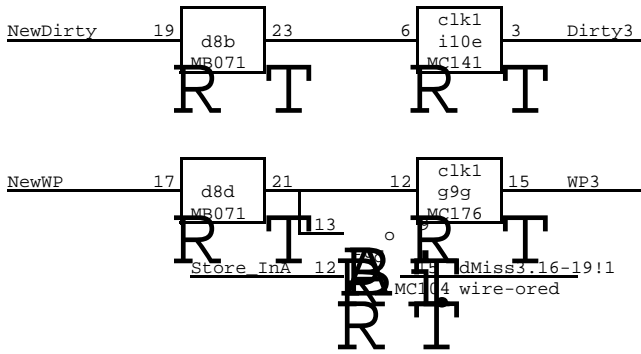 clk1
NewDirty 19 d8b 23 6 i10e 3 Dirty3
MB071 MC141
R T R T
clk1
NewWP 17 d8d 21 12 g9g 15 WP3
MB071 MC176
13
R T R T
Store_InA 12 15 dMiss3.16-19!1
MC104 wire-ored
R T